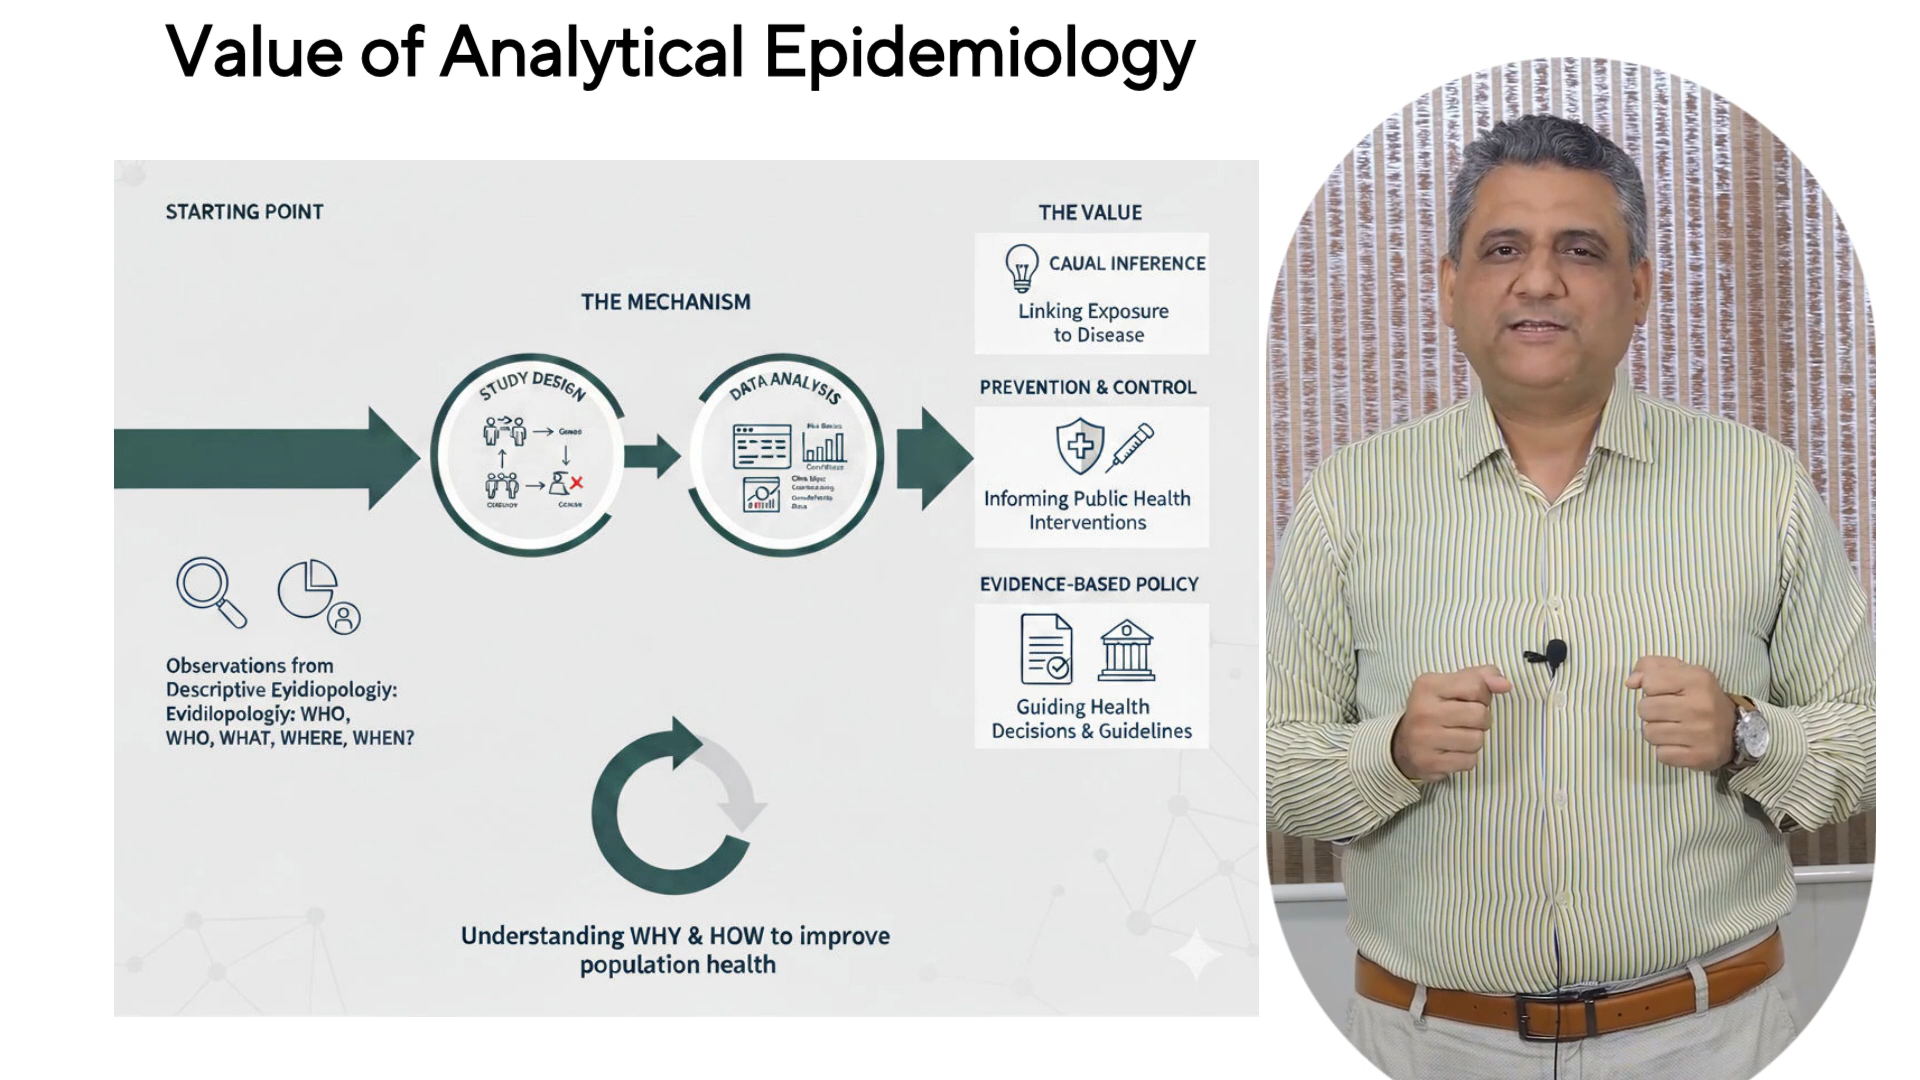 Value of Analytical Epidemiology
STARTING POINT
THE MECHANISM
STUDY DESIGN
DATA ANALYSIS
Observations from
Descriptive Eyidiopologiy:
Evidilopologiy: WHO,
WHO, WHAT, WHERE, WHEN?
THE VALUE
CAUAL INFERENCE
Linking Exposure
to Disease
PREVENTION & CONTROL
Informing Public Health
Interventions
EVIDENCE-BASED POLICY
Guiding Health
Decisions & Guidelines
Understanding WHY & HOW to improve
population health